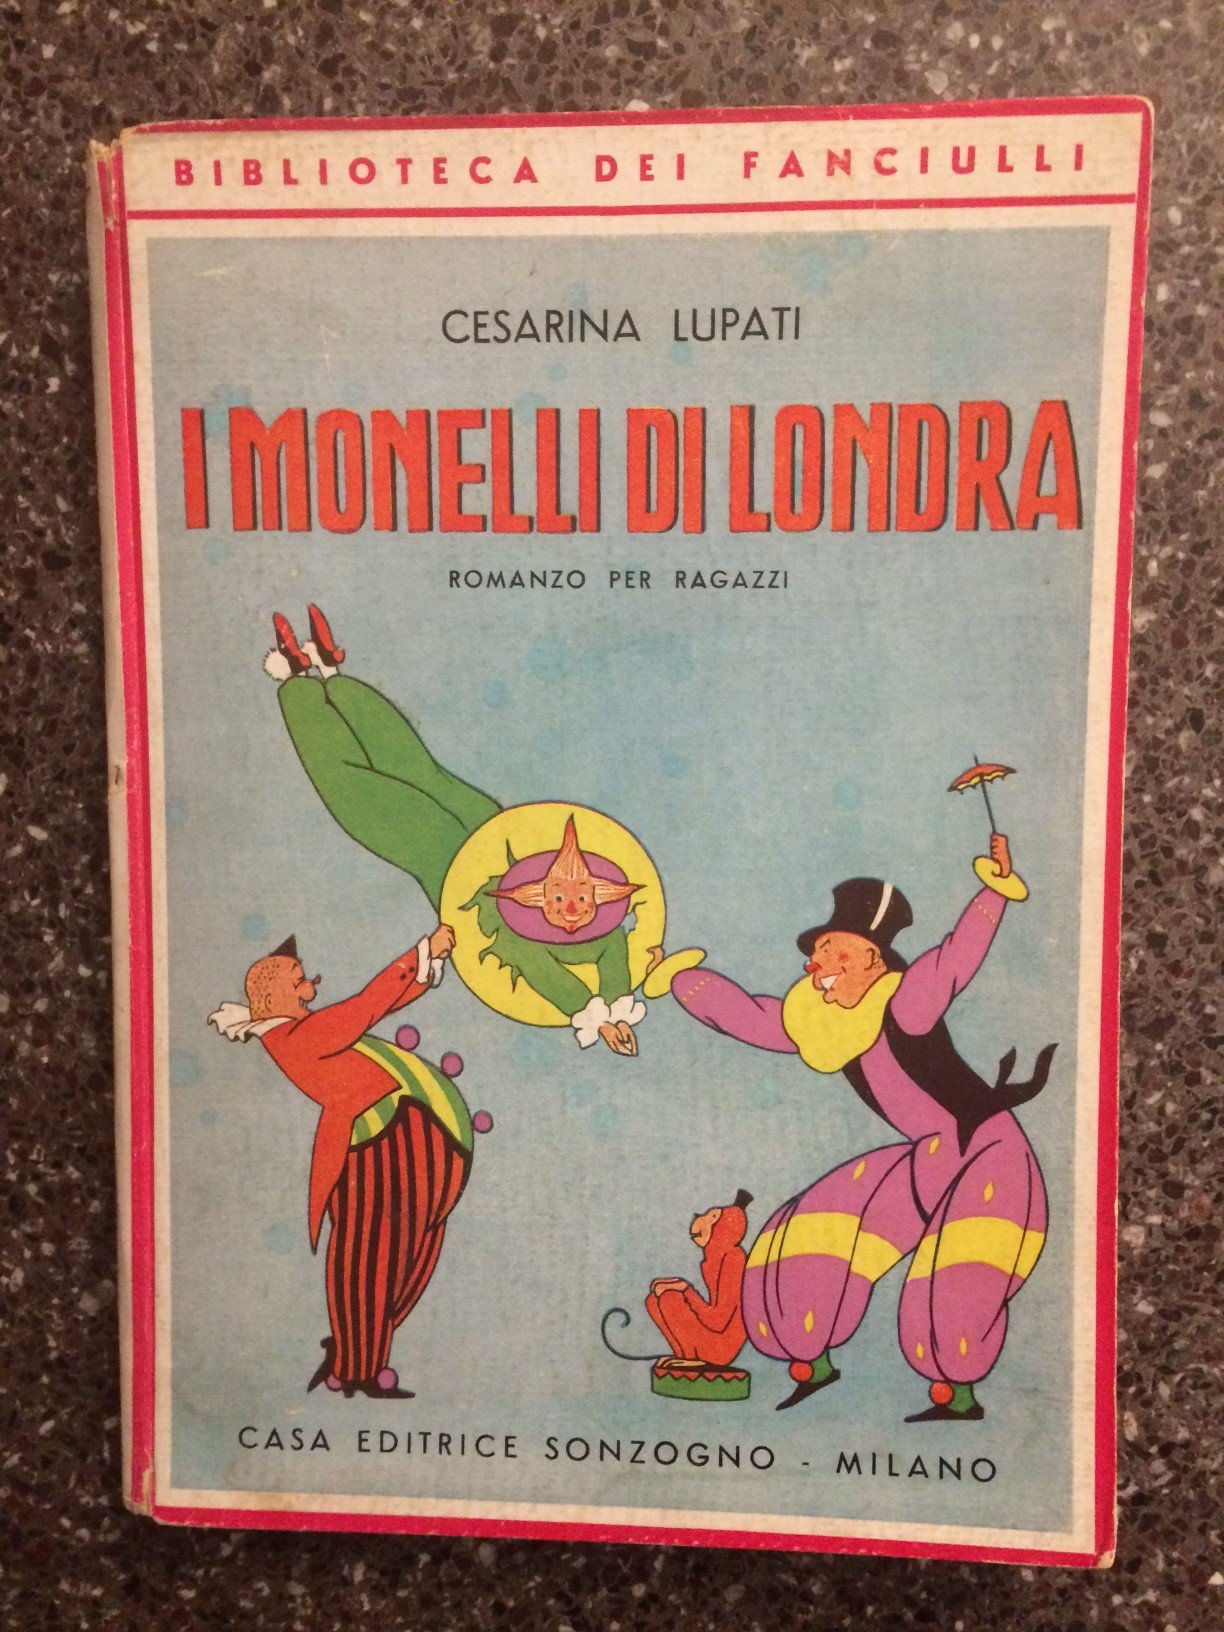 BIBLIOTECA DEI FANCIULLI
CESARINA LUPATI
I MONELLI DI LONDRA
ROMANZO PER RAGAZZI
CASA EDITRICE SONZOGNO - MILANO